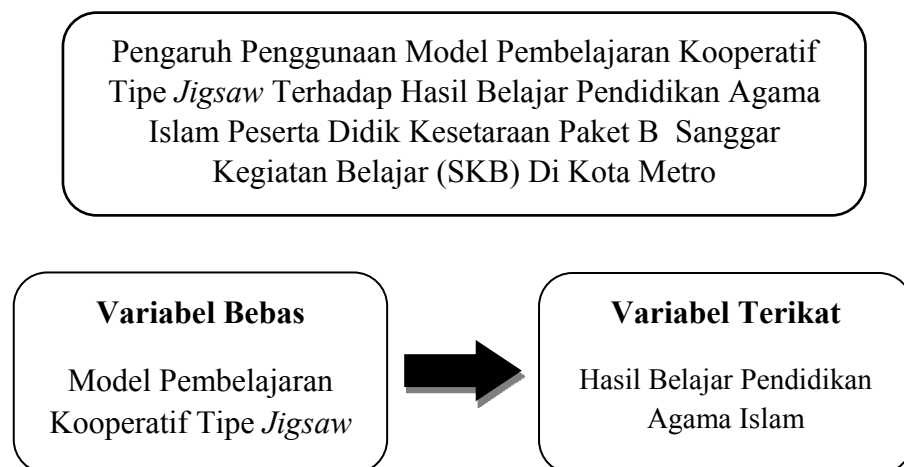 Pengaruh Penggunaan Model Pembelajaran Kooperatif
Tipe Jigsaw Terhadap Hasil Belajar Pendidikan Agama
Islam Peserta Didik Kesetaraan Paket B Sanggar
Kegiatan Belajar (SKB) Di Kota Metro
Variabel Bebas
Model Pembelajaran
Kooperatif Tipe Jigsaw
Variabel Terikat
Hasil Belajar Pendidikan
Agama Islam